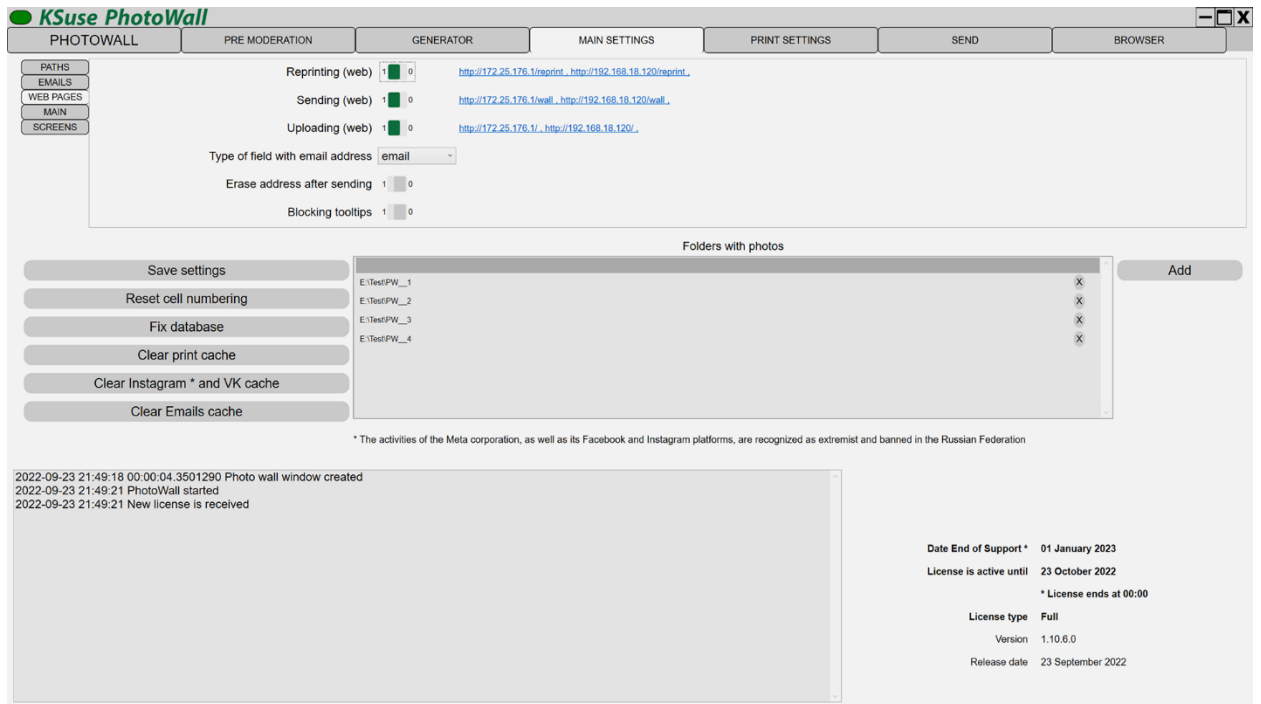 KSuse PhotoWall
X
PHOTOWALL PRE MODERATION GENERATOR MAIN SETTINGS PRINT SETTINGS SEND BROWSER
PATHS
EMAILS
WEB PAGES
MAIN
SCREENS
Reprinting (web) 1 0 http://172.25.176.1/reprint , http://192.168.18.120/reprint ,
Sending (web) 1 0 http://172.25.176.1/wall , http://192.168.18.120/wall ,
Uploading (web) 1 0 http://172.25.176.1/ , http://192.168.18.120/ ,
Type of field with email address email
Erase address after sending 1 0
Blocking tooltips 1 0
Folders with photos
Save settings
Reset cell numbering
Fix database
Clear print cache
Clear Instagram * and VK cache
Clear Emails cache
E:\Test\PW__1 X
E:\Test\PW__2 X
E:\Test\PW__3 X
E:\Test\PW__4 X
Add
* The activities of the Meta corporation, as well as its Facebook and Instagram platforms, are recognized as extremist and banned in the Russian Federation
2022-09-23 21:49:18 00:00:04.3501290 Photo wall window created
2022-09-23 21:49:21 PhotoWall started
2022-09-23 21:49:21 New license is received
Date End of Support * 01 January 2023
License is active until 23 October 2022
* License ends at 00:00
License type Full
Version 1.10.6.0
Release date 23 September 2022